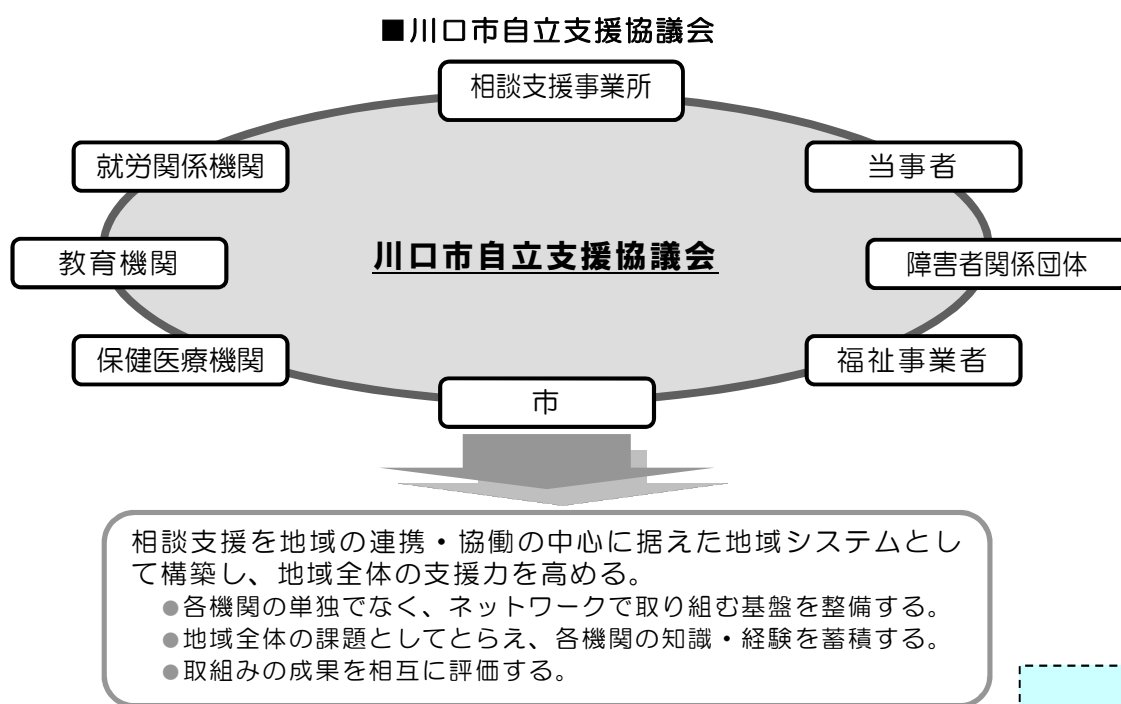 ■川口市自立支援協議会
相談支援事業所
就労関係機関
当事者
教育機関
川口市自立支援協議会
障害者関係団体
保健医療機関
福祉事業者
市
相談支援を地域の連携・協働の中心に据えた地域システムとし
て構築し、地域全体の支援力を高める。
●各機関の単独でなく、ネットワークで取り組む基盤を整備する。
●地域全体の課題としてとらえ、各機関の知識・経験を蓄積する。
●取組みの成果を相互に評価する。